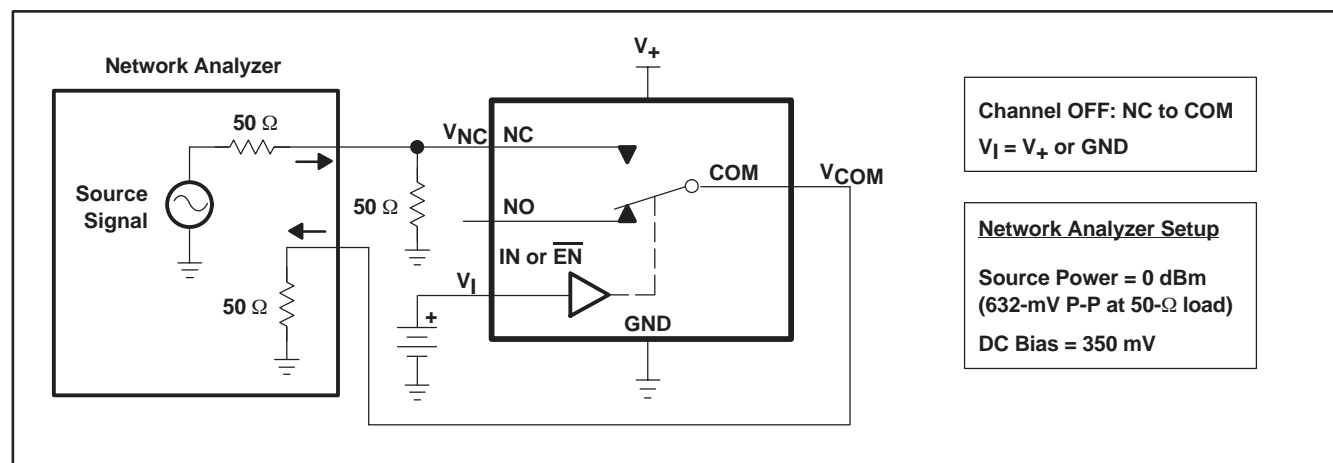 Network Analyzer
50 Ω
Source
Signal
50 Ω
50 Ω
V+
VNC
NC
NO
COM
VCOM
IN or E̅N̅
VI
+
GND
Channel OFF: NC to COM
VI = V+ or GND
Network Analyzer Setup
Source Power = 0 dBm
(632-mV P-P at 50-Ω load)
DC Bias = 350 mV